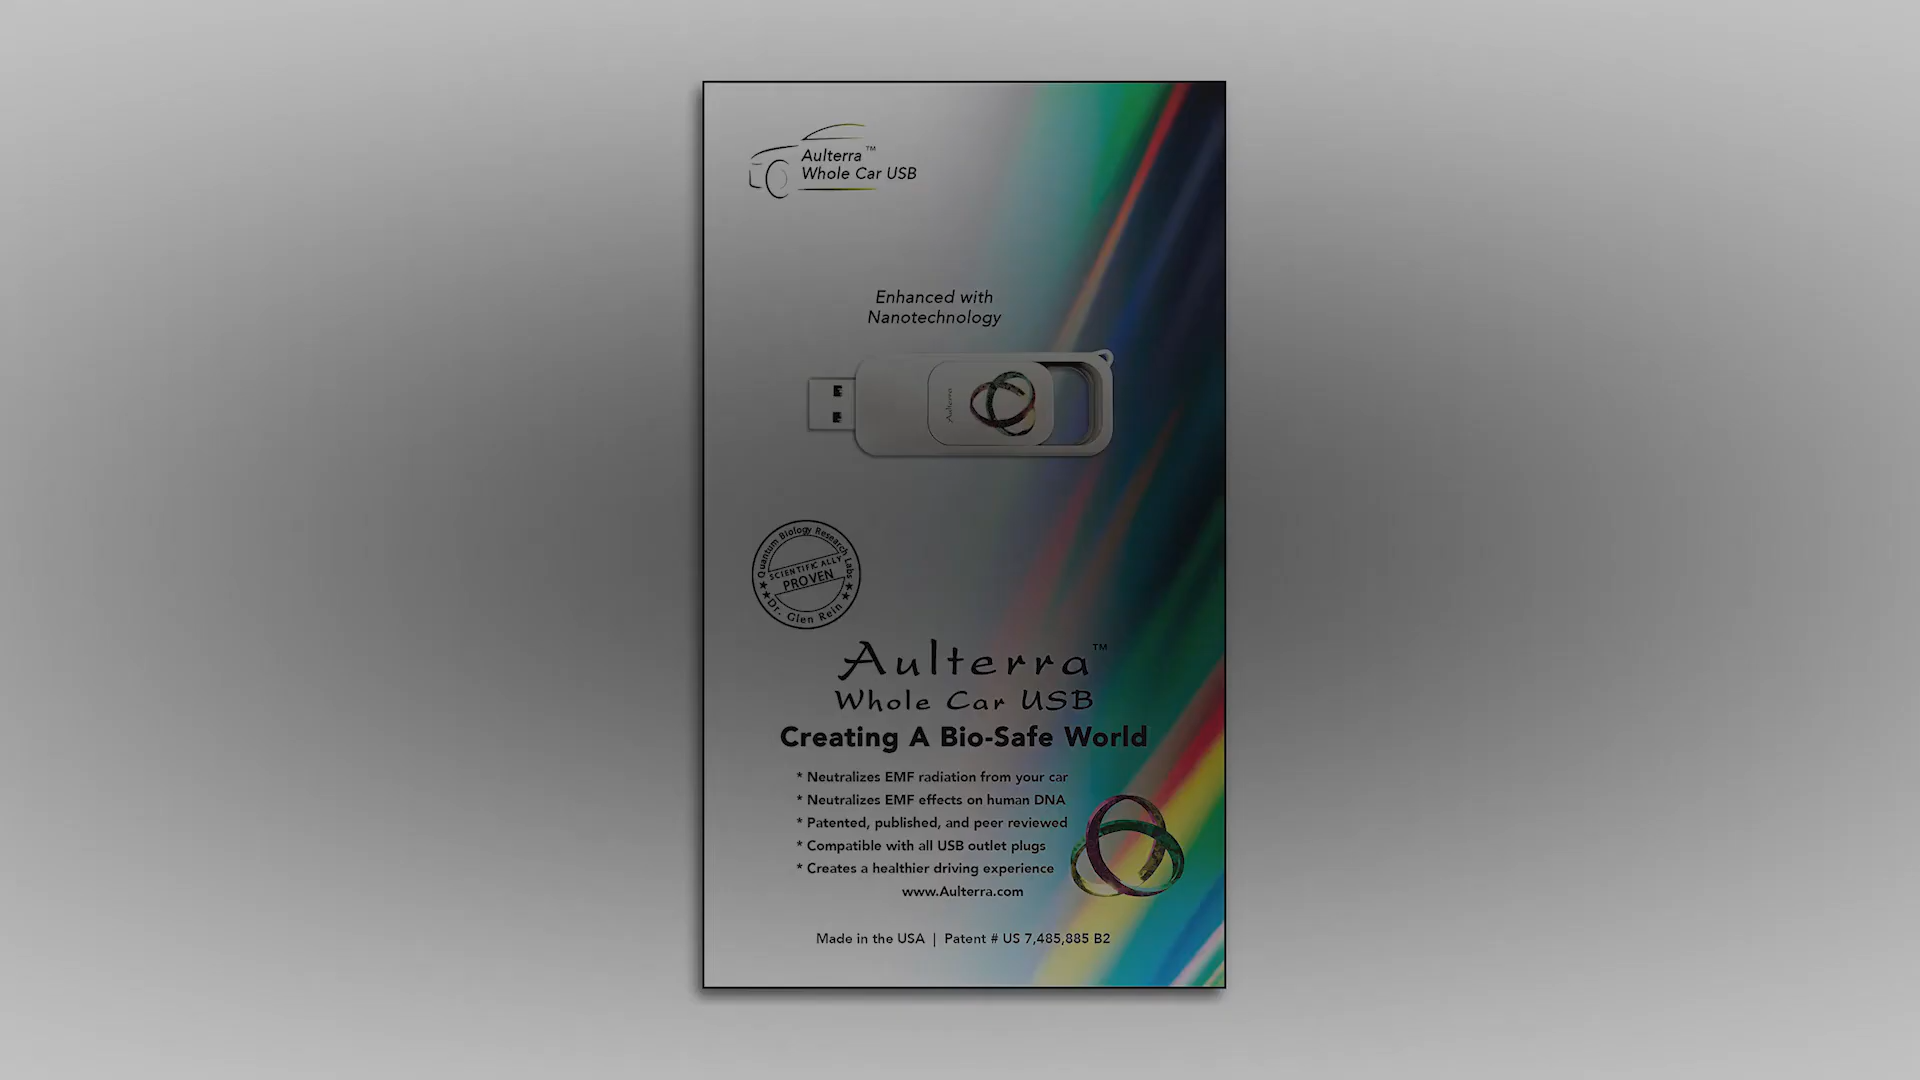 Aulterra™
Whole Car USB
Enhanced with
Nanotechnology
Aulterra
Quantum Biology Research Labs
SCIENTIFICALLY
PROVEN
Dr. Glen Rein
Aulterra™
Whole Car USB
Creating A Bio-Safe World
* Neutralizes EMF radiation from your car
* Neutralizes EMF effects on human DNA
* Patented, published, and peer reviewed
* Compatible with all USB outlet plugs
* Creates a healthier driving experience
www.Aulterra.com
Made in the USA | Patent # US 7,485,885 B2